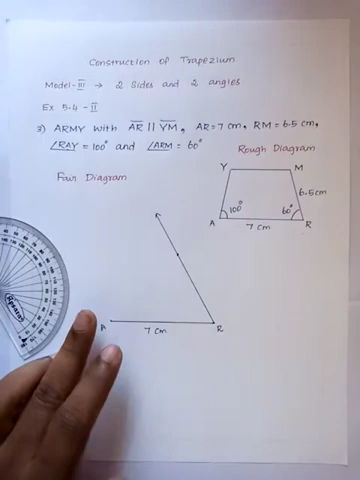 Construction of Trapezium
Model-III → 2 Sides and 2 angles
Ex 5.4 - II
3) ARMY with AR || YM, AR = 7 cm, RM = 6.5 cm,
∠RAY = 100° and ∠ARM = 60°
Rough Diagram
Fair Diagram
Y M
6.5cm
100° 60°
A R
7 cm
A R
7 cm